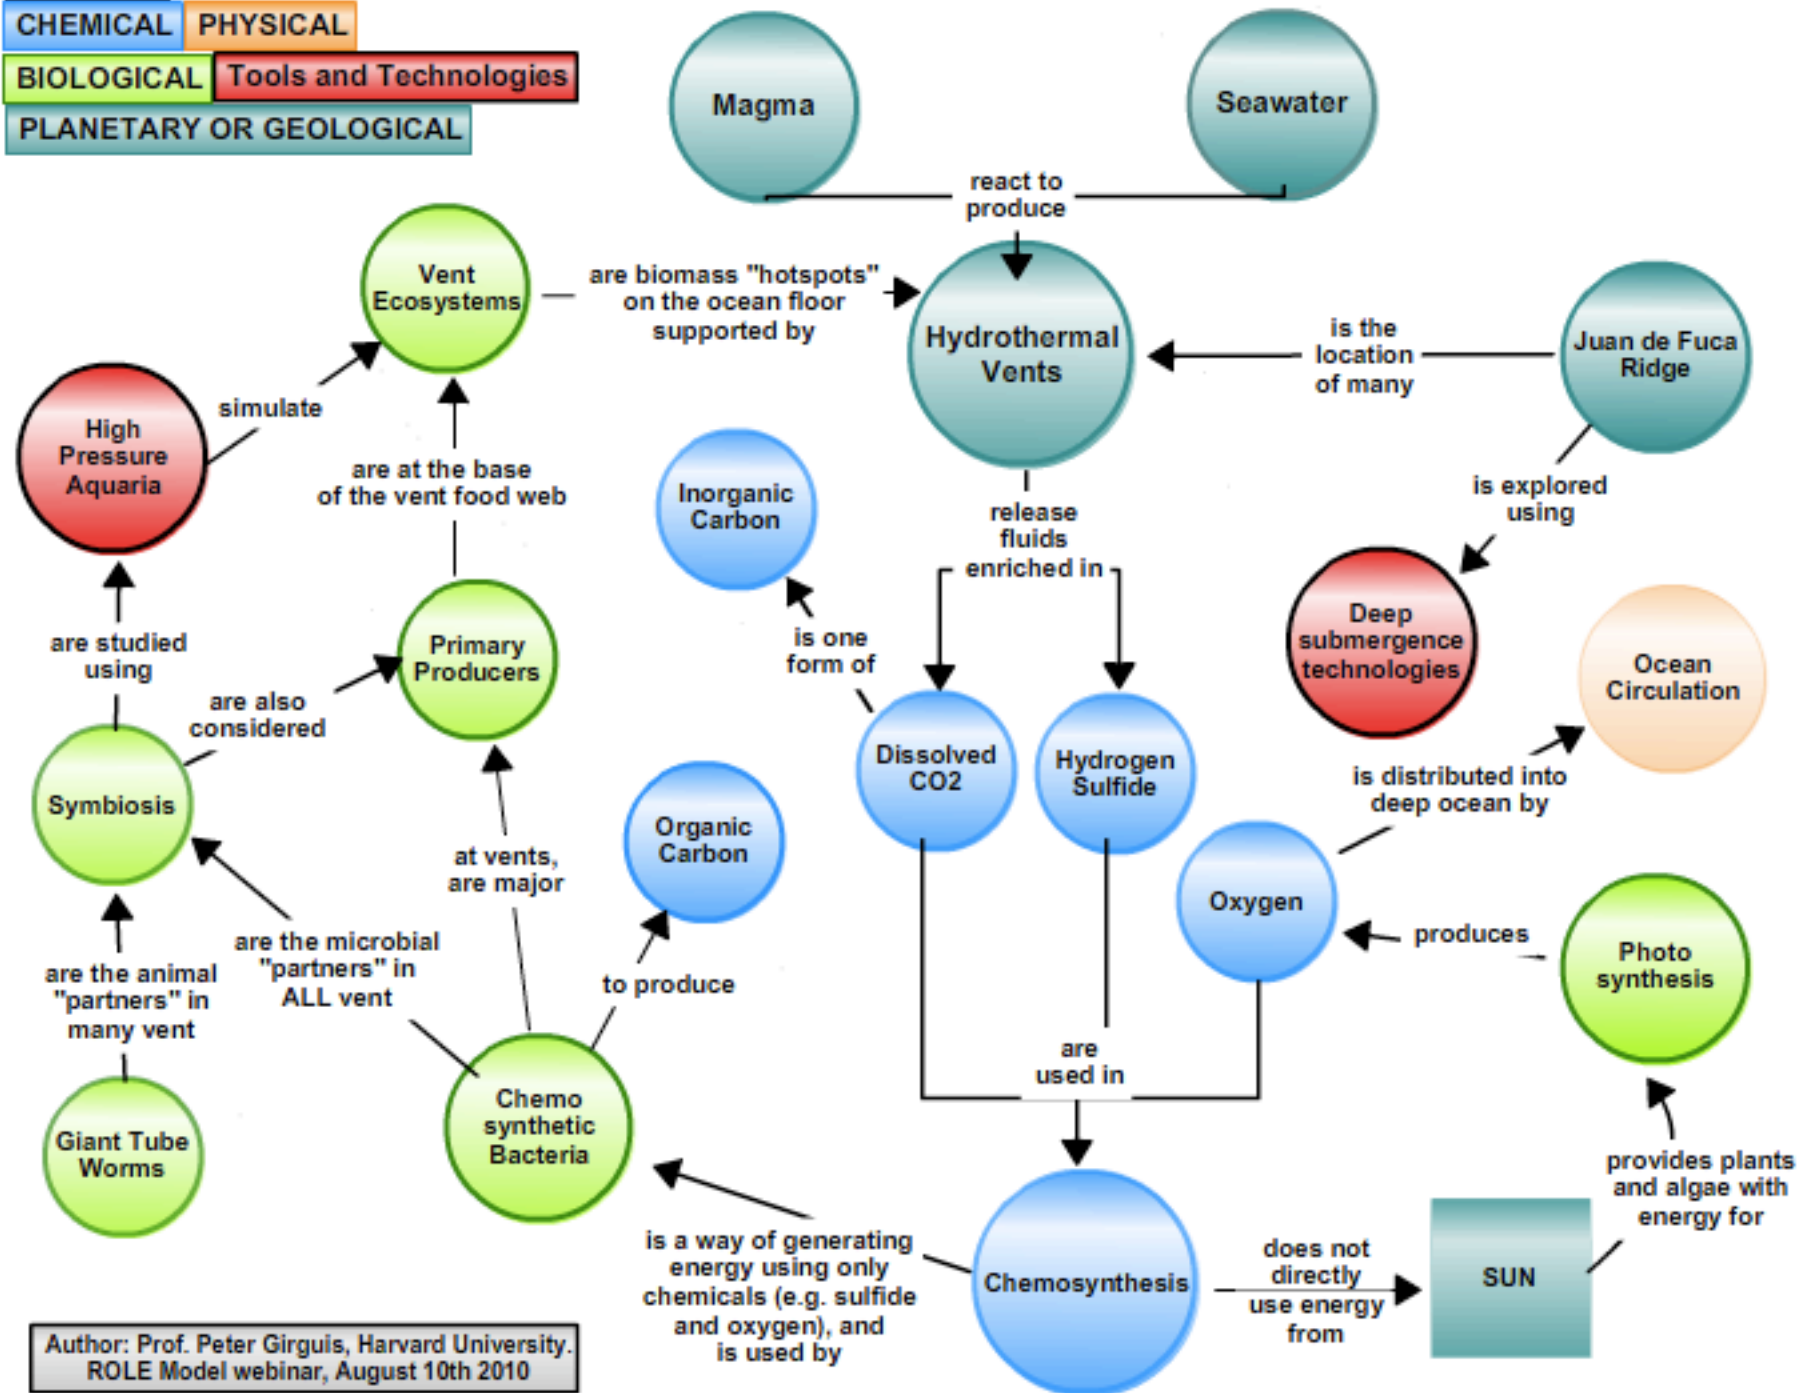 CHEMICAL PHYSICAL
BIOLOGICAL Tools and Technologies
PLANETARY OR GEOLOGICAL
Magma
Seawater
react to
produce
Vent
Ecosystems
are biomass "hotspots"
on the ocean floor
supported by
Hydrothermal
Vents
is the
location
of many
Juan de Fuca
Ridge
High
Pressure
Aquaria
simulate
are at the base
of the vent food web
Inorganic
Carbon
release
fluids
enriched in
is explored
using
Deep
submergence
technologies
Ocean
Circulation
are studied
using
are also
considered
Primary
Producers
is one
form of
Dissolved
CO2
Hydrogen
Sulfide
is distributed into
deep ocean by
Symbiosis
at vents,
are major
Organic
Carbon
Oxygen
produces
Photo
synthesis
are the animal
"partners" in
many vent
are the microbial
"partners" in
ALL vent
to produce
are
used in
Giant Tube
Worms
Chemo
synthetic
Bacteria
provides plants
and algae with
energy for
is a way of generating
energy using only
chemicals (e.g. sulfide
and oxygen), and
is used by
Chemosynthesis
does not
directly
use energy
from
SUN
Author: Prof. Peter Girguis, Harvard University.
ROLE Model webinar, August 10th 2010